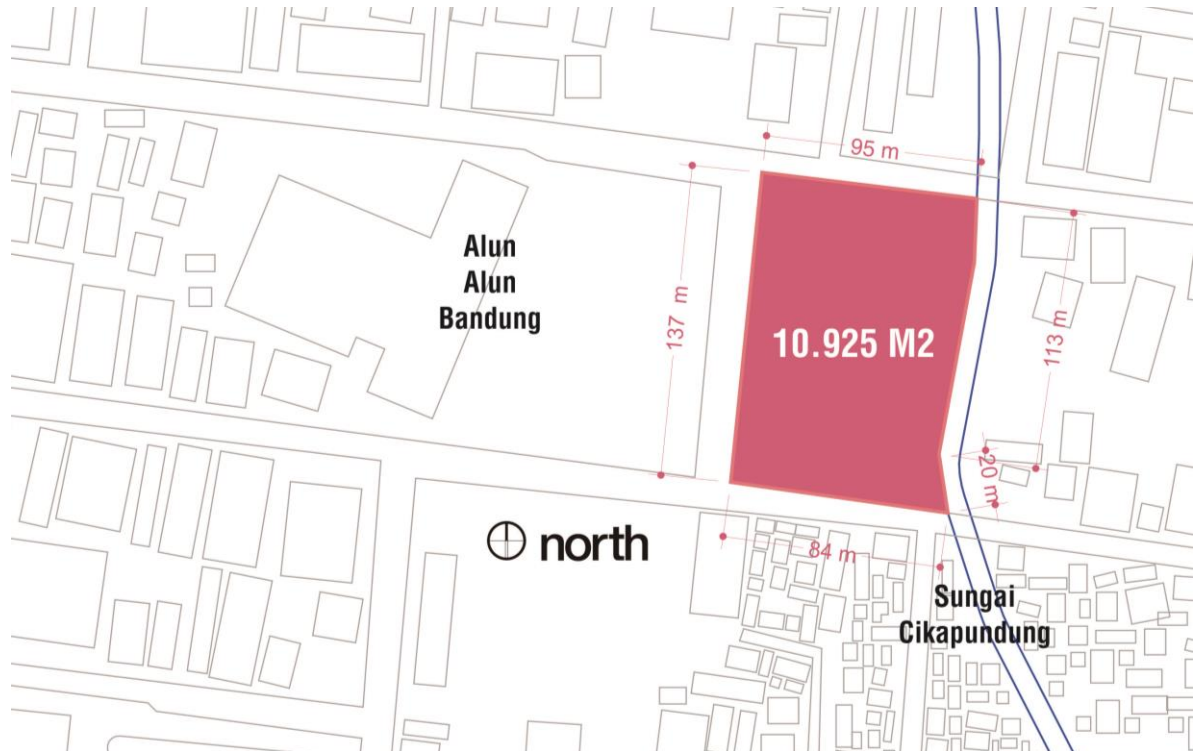 95 m
Alun
Alun
Bandung
137 m
10.925 M2
113 m
20 m
north
84 m
Sungai
Cikapundung